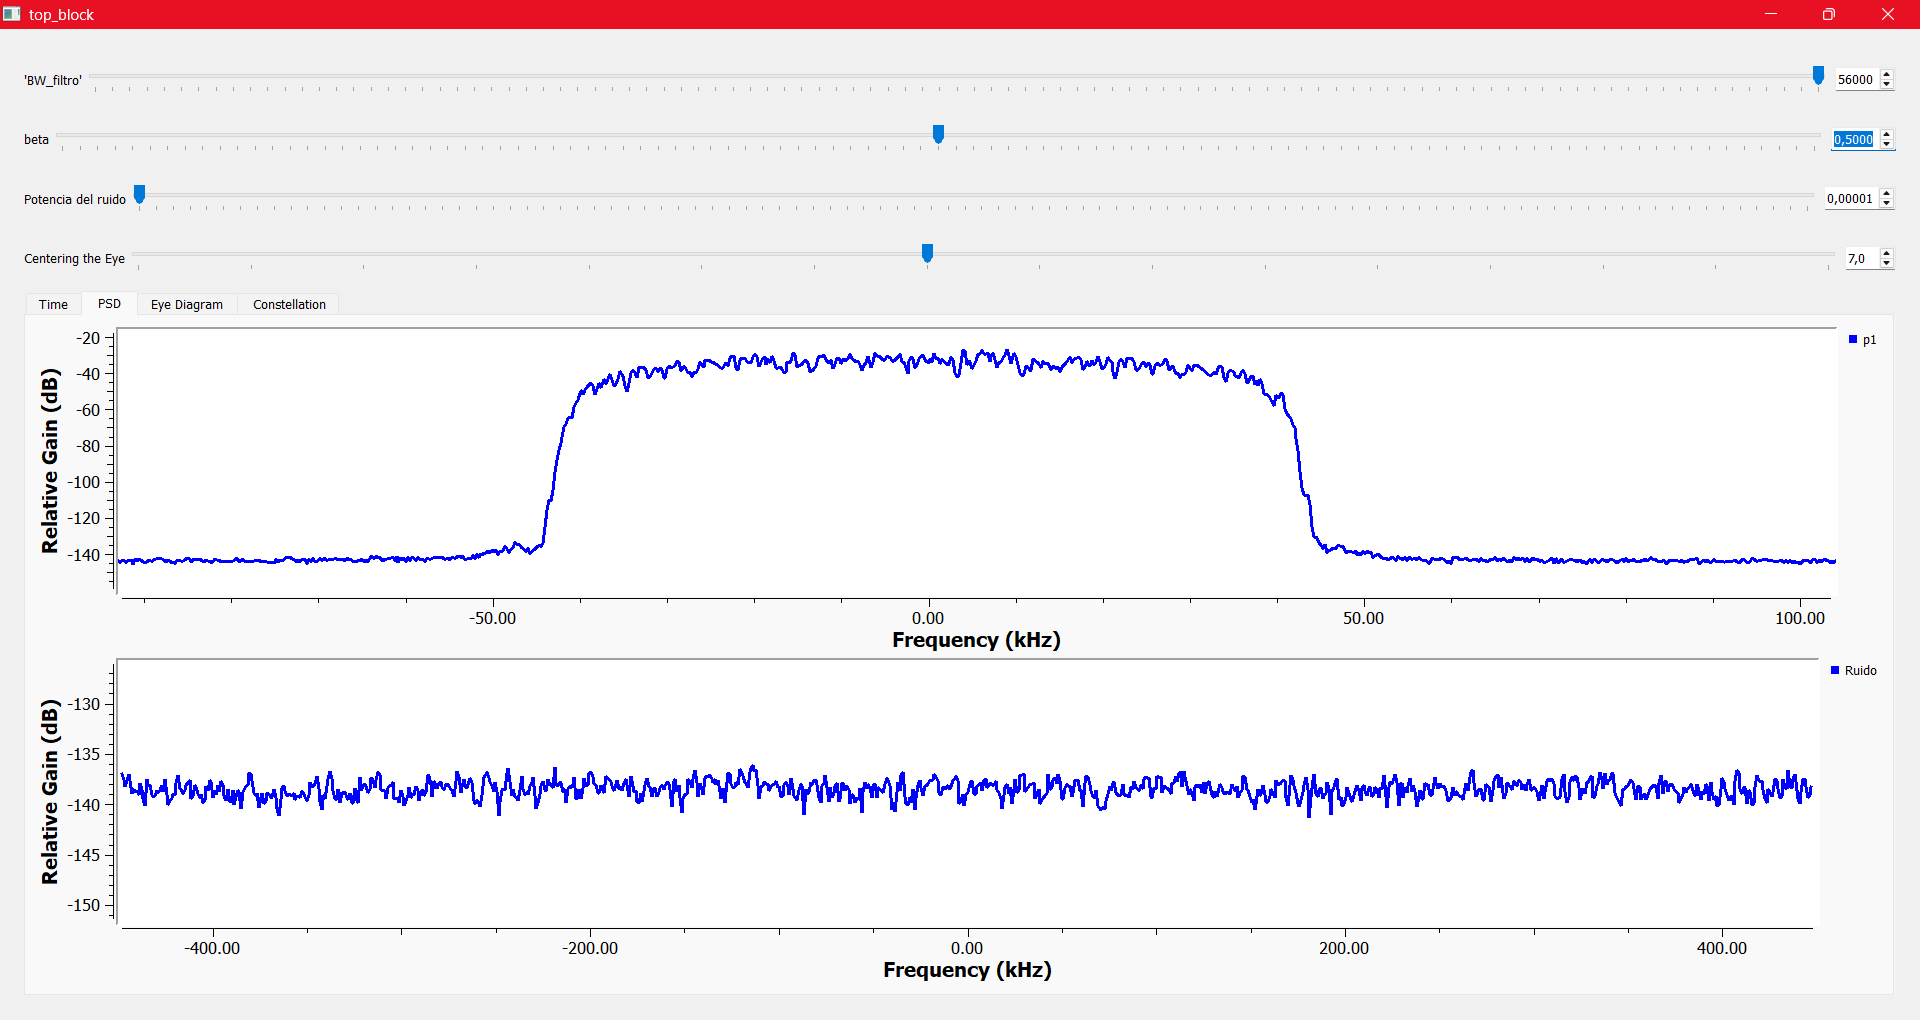 top_block
'BW_filtro' 56000
beta 0,5000
Potencia del ruido 0,00001
Centering the Eye 7,0
Time PSD Eye Diagram Constellation
Relative Gain (dB)
-20
-40
-60
-80
-100
-120
-140
p1
-50.00 0.00 50.00 100.00
Frequency (kHz)
Relative Gain (dB)
-130
-135
-140
-145
-150
Ruido
-400.00 -200.00 0.00 200.00 400.00
Frequency (kHz)